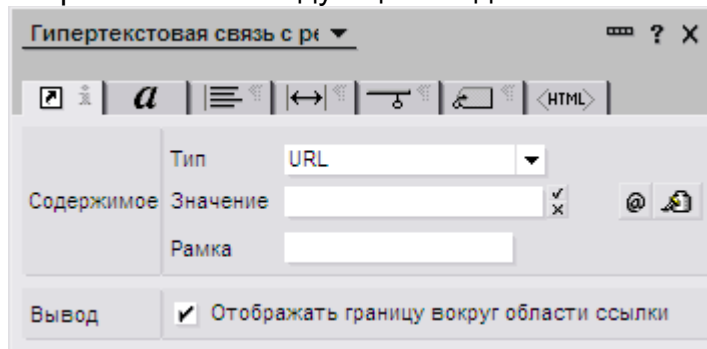 Гипертекстовая связь с ре
?
X
i
a
<HTML>
Тип URL
Содержимое Значение @
Рамка
Вывод Отображать границу вокруг области ссылки